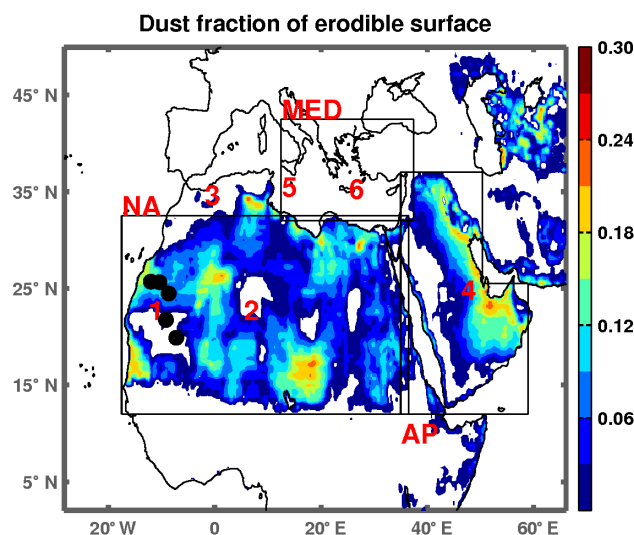 Dust fraction of erodible surface
0.30
45° N
MED
0.24
35° N
3
5
6
NA
0.18
25° N
4
1
2
0.12
15° N
AP
0.06
5° N
20° W
0
20° E
40° E
60° E